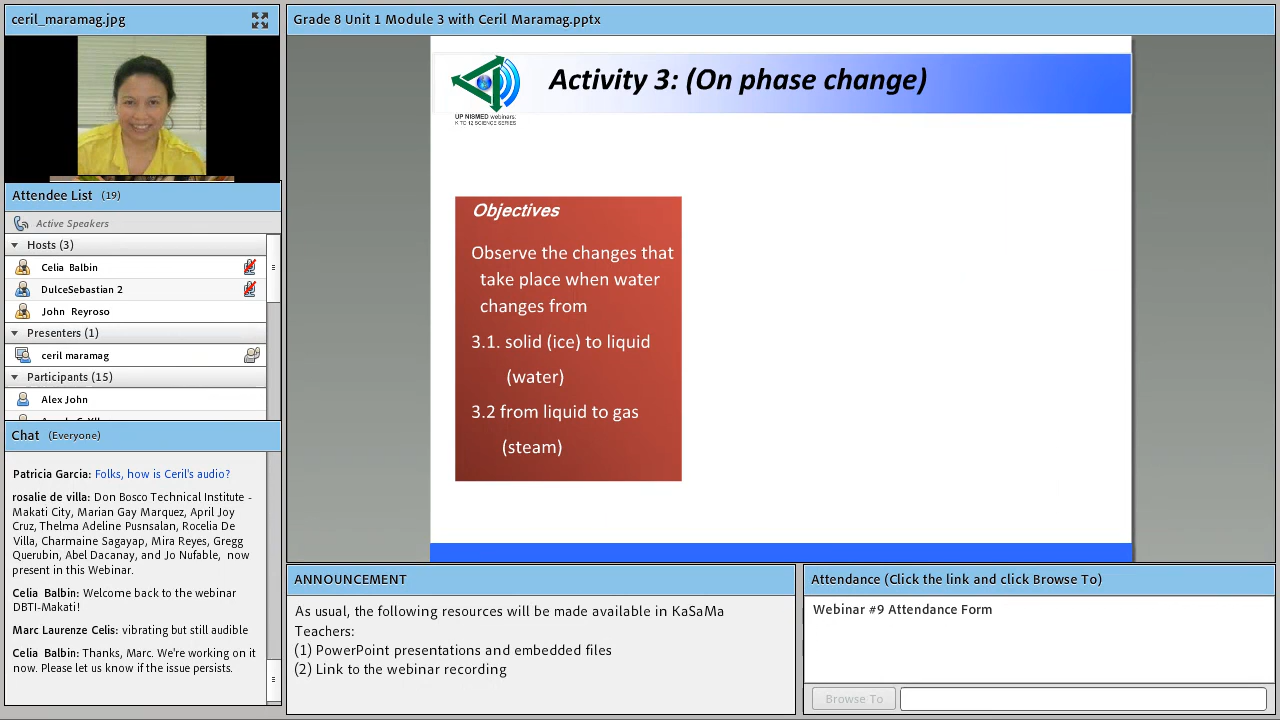 ceril_maramag.jpg
Attendee List (19)
Active Speakers
Hosts (3)
Celia Balbin
DulceSebastian 2
John Reyroso
Presenters (1)
ceril maramag
Participants (15)
Alex John
Chat (Everyone)
Patricia Garcia: Folks, how is Ceril's audio?
rosalie de villa: Don Bosco Technical Institute -
Makati City, Marian Gay Marquez, April Joy
Cruz, Thelma Adeline Pusnsalan, Rocelia De
Villa, Charmaine Sagayap, Mira Reyes, Gregg
Querubin, Abel Dacanay, and Jo Nufable, now
present in this Webinar.
Celia Balbin: Welcome back to the webinar
DBTI-Makati!
Marc Laurenze Celis: vibrating but still audible
Celia Balbin: Thanks, Marc. We're working on it
now. Please let us know if the issue persists.
Grade 8 Unit 1 Module 3 with Ceril Maramag.pptx
UP NISMED webinars:
K TO 12 SCIENCE SERIES
Activity 3: (On phase change)
Objectives
Observe the changes that
take place when water
changes from
3.1. solid (ice) to liquid
(water)
3.2 from liquid to gas
(steam)
ANNOUNCEMENT
As usual, the following resources will be made available in KaSaMa
Teachers:
(1) PowerPoint presentations and embedded files
(2) Link to the webinar recording
Attendance (Click the link and click Browse To)
Webinar #9 Attendance Form
Browse To